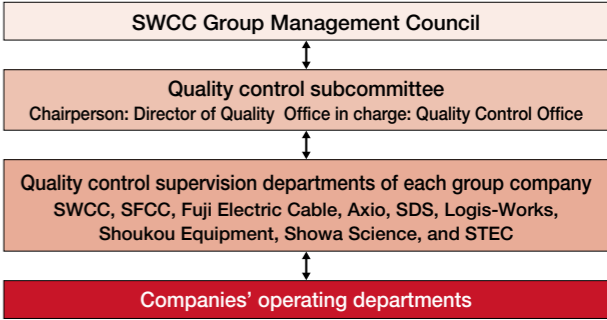 SWCC Group Management Council
Quality control subcommittee
Chairperson: Director of Quality Office in charge: Quality Control Office
Quality control supervision departments of each group company
SWCC, SFCC, Fuji Electric Cable, Axio, SDS, Logis-Works,
Shoukou Equipment, Showa Science, and STEC
Companies’ operating departments